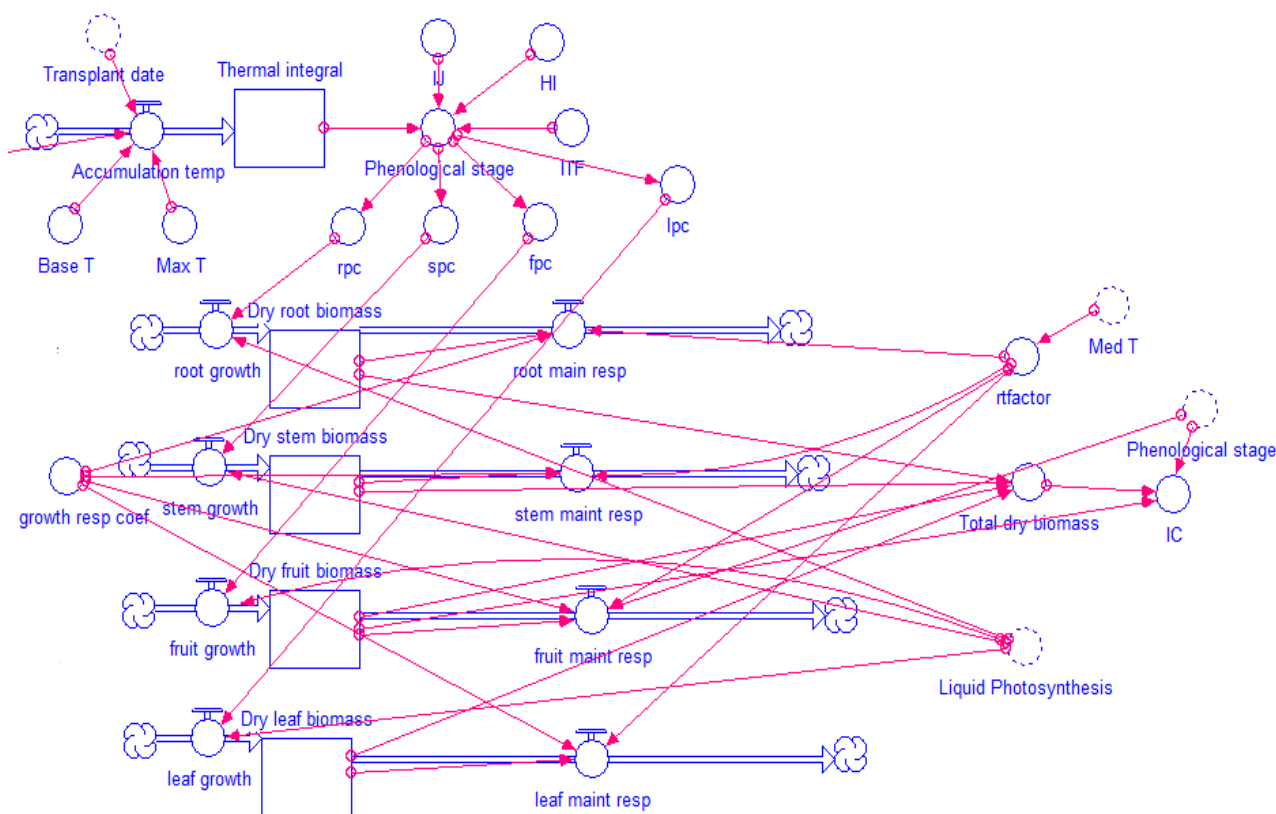 Transplant date
Thermal integral
IJ
HI
Accumulation temp
Phenological stage
ITF
Base T
Max T
rpc
spc
fpc
lpc
Dry root biomass
root growth
root main resp
Med T
rtfactor
Dry stem biomass
Phenological stage
growth resp coef
stem growth
stem maint resp
Total dry biomass
IC
Dry fruit biomass
fruit growth
fruit maint resp
Liquid Photosynthesis
Dry leaf biomass
leaf growth
leaf maint resp